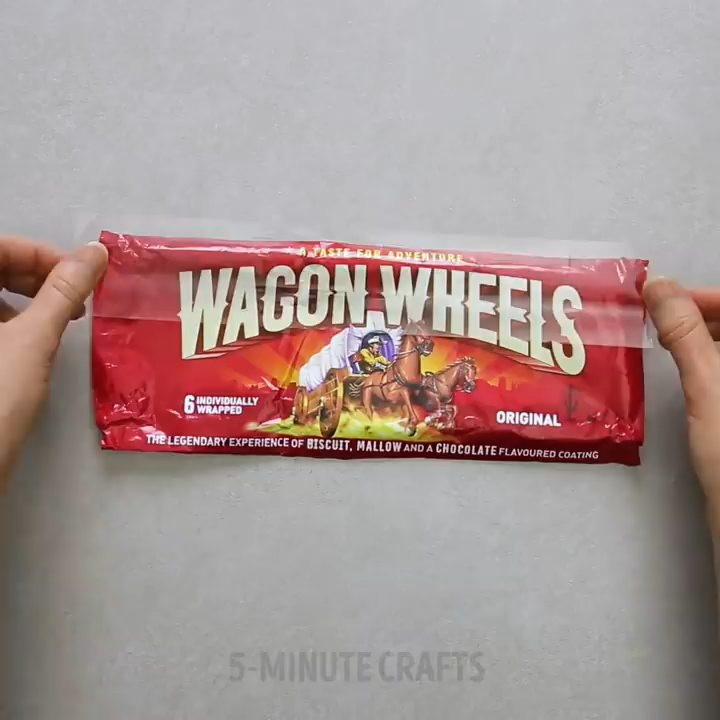 A TASTE FOR ADVENTURE
WAGON WHEELS
6 INDIVIDUALLY
WRAPPED
ORIGINAL
THE LEGENDARY EXPERIENCE OF BISCUIT, MALLOW AND A CHOCOLATE FLAVOURED COATING
5-MINUTE CRAFTS